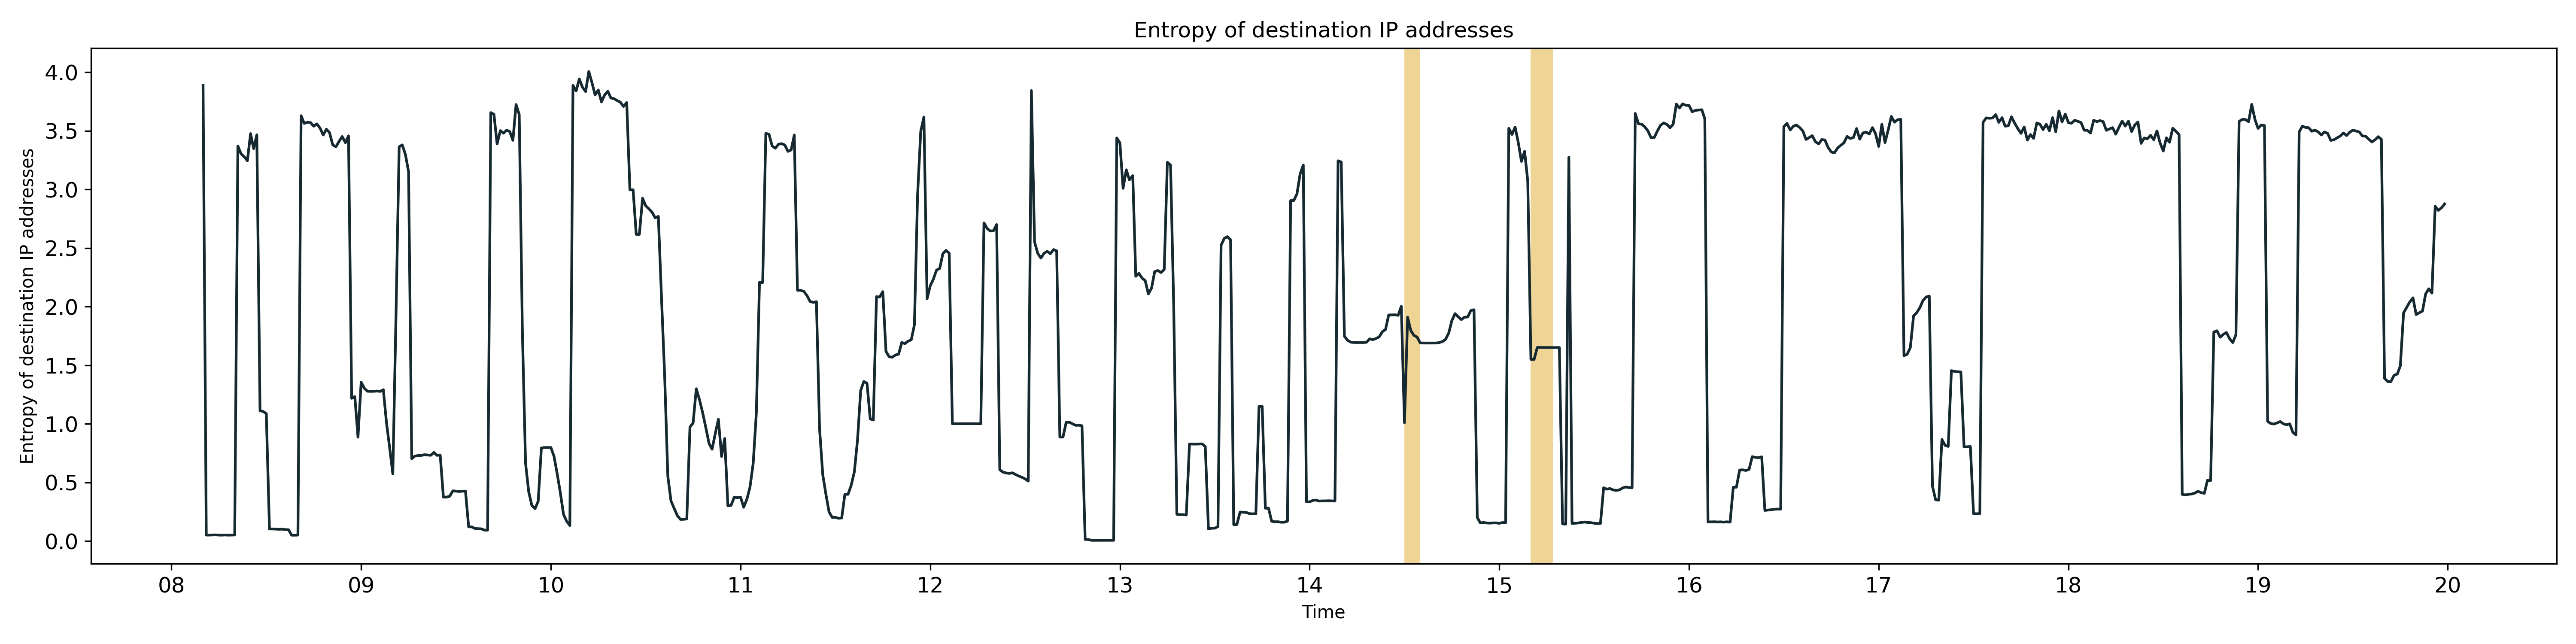 Entropy of destination IP addresses
Entropy of destination IP addresses
4.0
3.5
3.0
2.5
2.0
1.5
1.0
0.5
0.0
08 09 10 11 12 13 14 15 16 17 18 19 20
Time